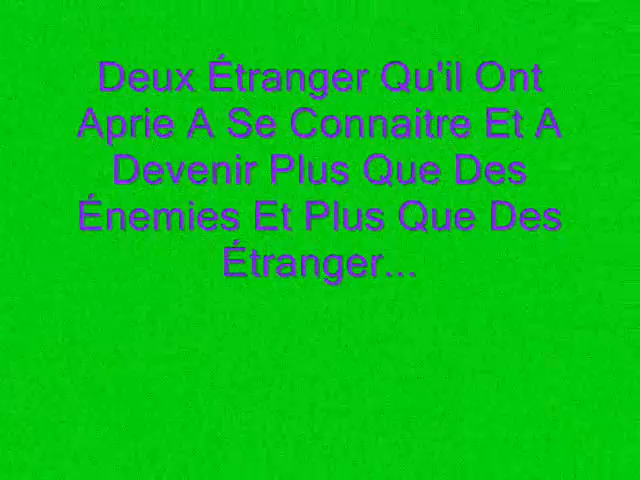 Deux Étranger Qu'il Ont
Aprie A Se Connaitre Et A
Devenir Plus Que Des
Énemies Et Plus Que Des
Étranger...